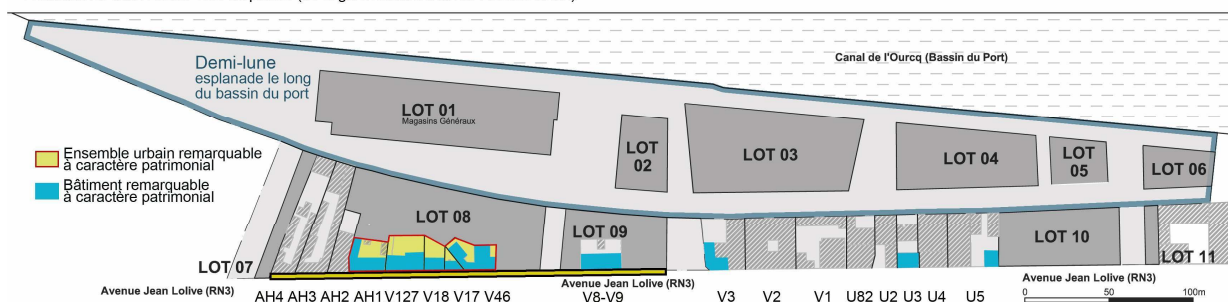 Canal de l'Ourcq (Bassin du Port)
Demi-lune
esplanade le long
du bassin du port
LOT 01
Magasins Généraux
LOT
02
LOT 03
LOT 04
LOT
05
LOT 06
Ensemble urbain remarquable
à caractère patrimonial
Bâtiment remarquable
à caractère patrimonial
LOT 07
LOT 08
LOT 09
LOT 10
LOT 11
Avenue Jean Lolive (RN3)
Avenue Jean Lolive (RN3)
Avenue Jean Lolive (RN3)
AH4 AH3 AH2 AH1 V127 V18 V17 V46 V8-V9 V3 V2 V1 U82 U2 U3 U4 U5
0 50 100m